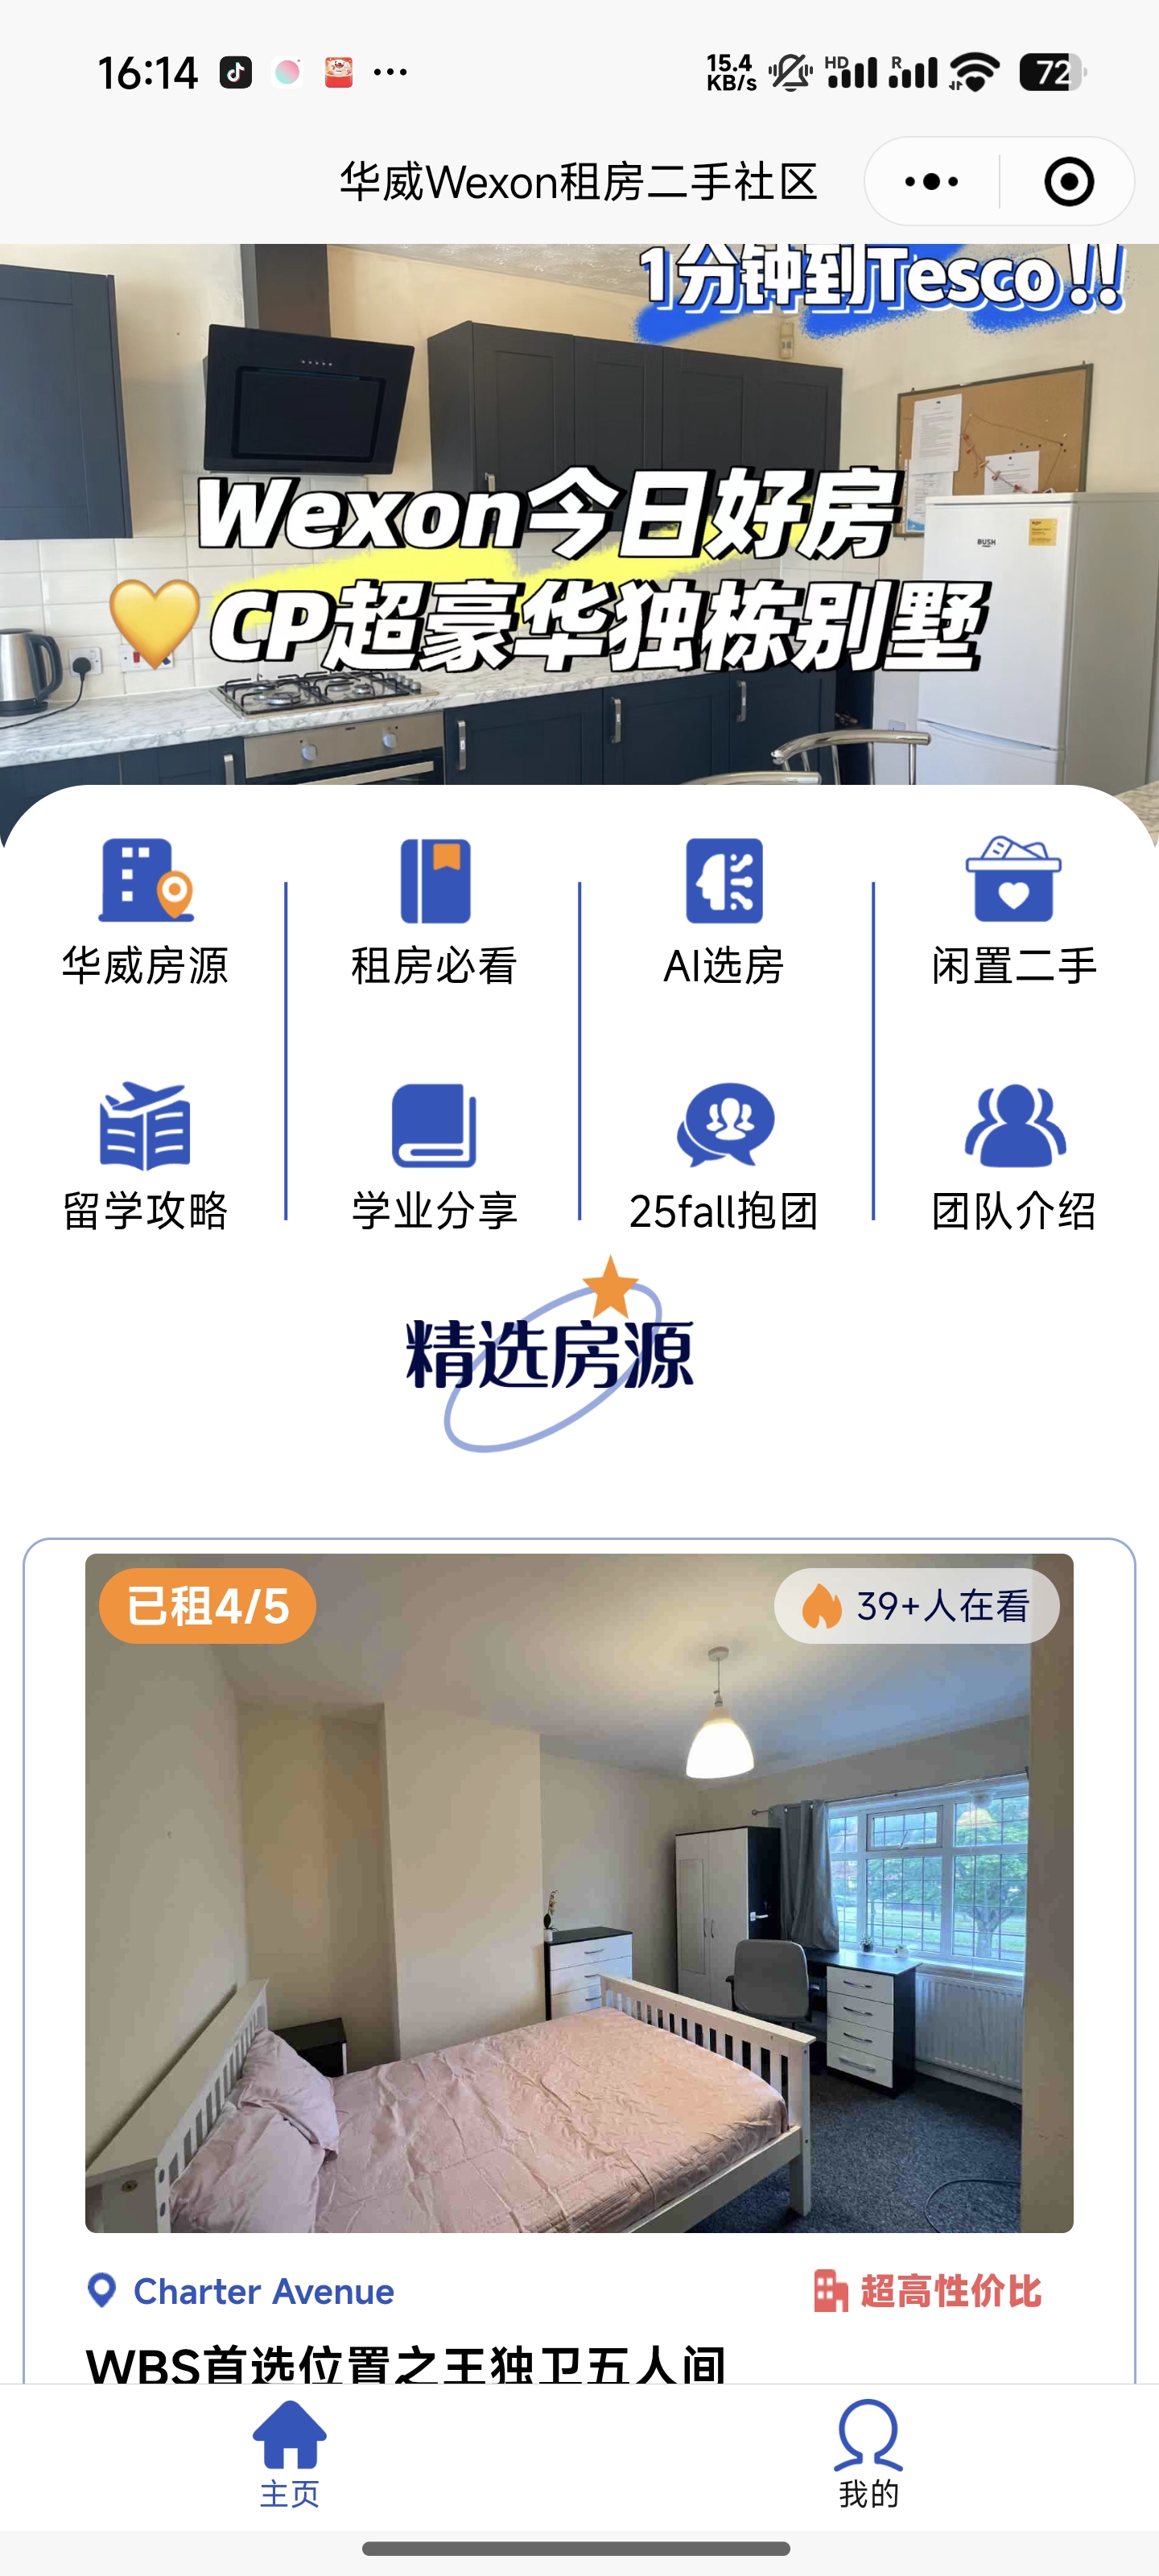 16:14
15.4
KB/s
HD
R
72
华威Wexon租房二手社区
1分钟到Tesco!!
BUSH
Wexon今日好房
CP超豪华独栋别墅
华威房源
租房必看
AI选房
闲置二手
留学攻略
学业分享
25fall抱团
团队介绍
精选房源
已租4/5
39+人在看
Charter Avenue
超高性价比
WBS首选位置之王独卫五人间
主页
我的